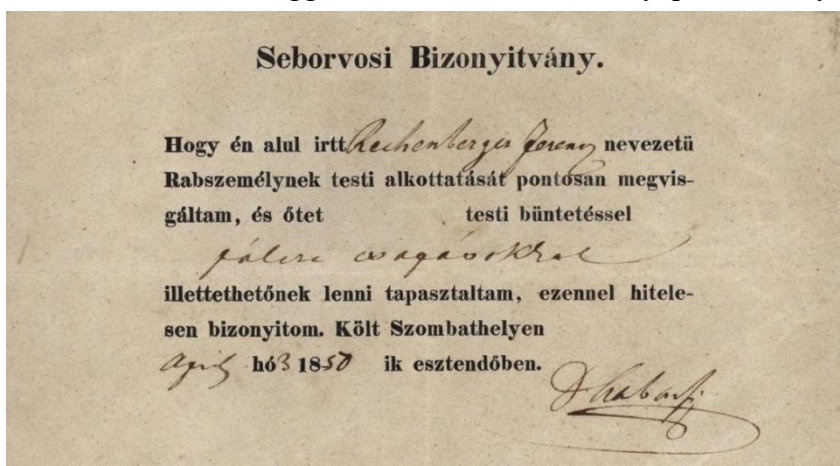 Seborvosi Bizonyitvány.
Hogy én alul irtt Rechenberger Ferencz nevezetü
Rabszemélynek testi alkottatását pontosan megvis-
gáltam, és őtet testi büntetéssel
pálcza csapásokkal
illettethetőnek lenni tapasztaltam, ezennel hitele-
sen bizonyitom. Költ Szombathelyen
April hó 3 1850 ik esztendőben.